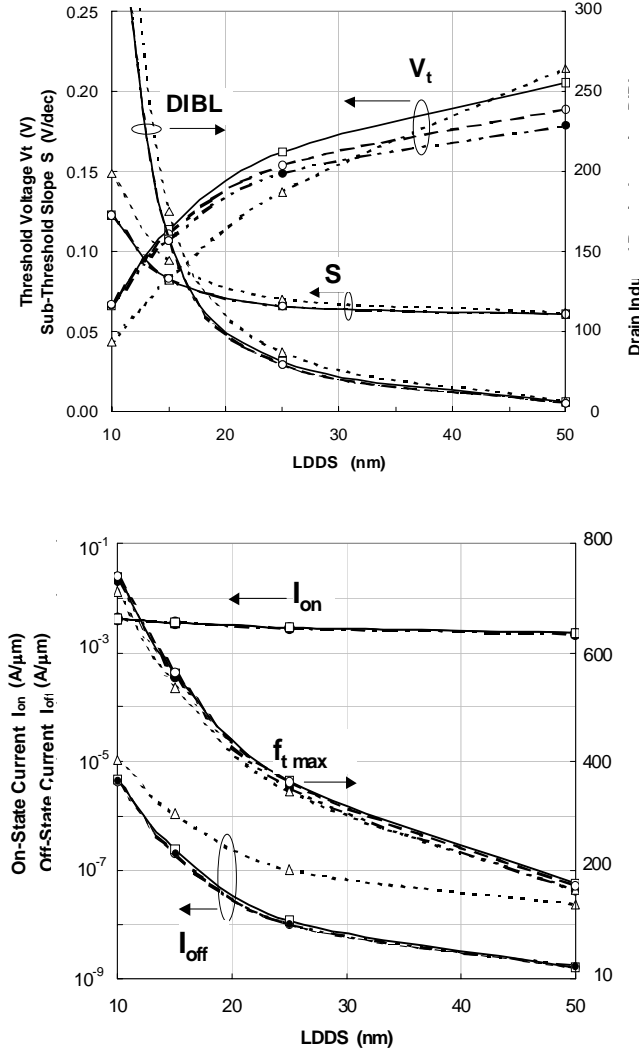 0.25
0.20
0.15
0.10
0.05
0.00
Threshold Voltage Vt (V)
Sub-Threshold Slope S (V/dec)
300
250
200
150
100
0
Drain Indu
DIBL
Vt
S
10
20
30
40
50
LDDS (nm)
10-1
10-3
10-5
10-7
10-9
On-State Current Ion (A/µm)
Off-State Current Ioff (A/µm)
800
600
400
200
10
Ion
ft max
Ioff
10
20
30
40
50
LDDS (nm)